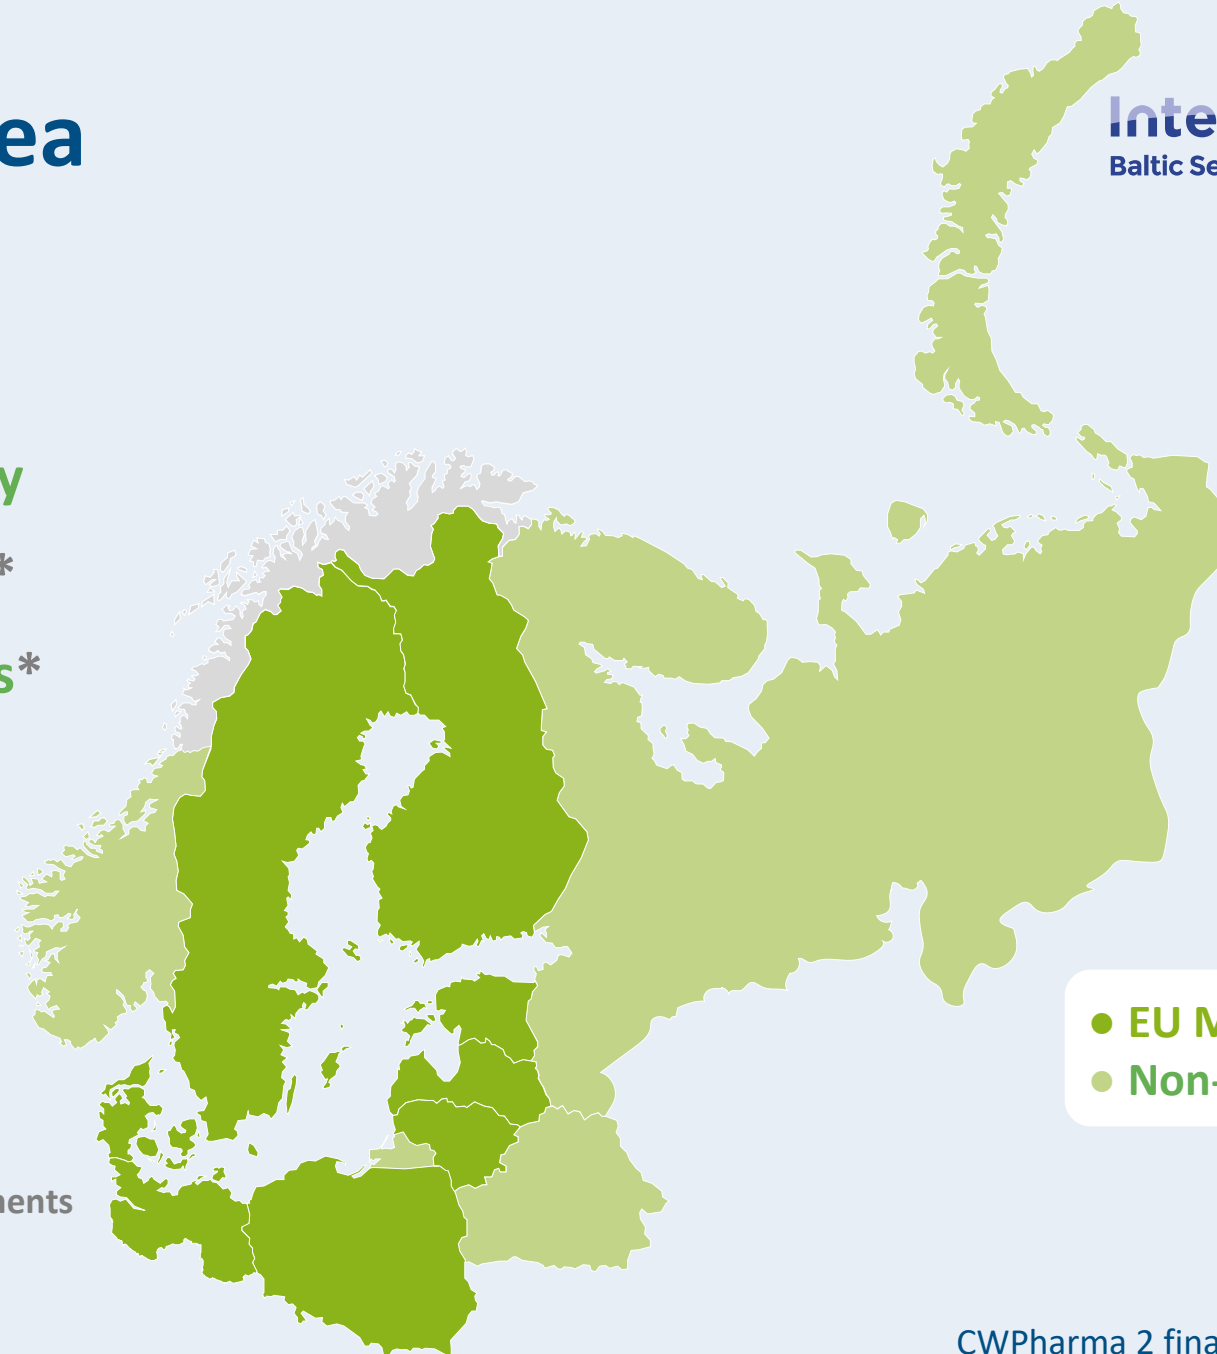 ea
Inte
Baltic Se
y
*
s*
● EU M
● Non-
nents
CWPharma 2 fina